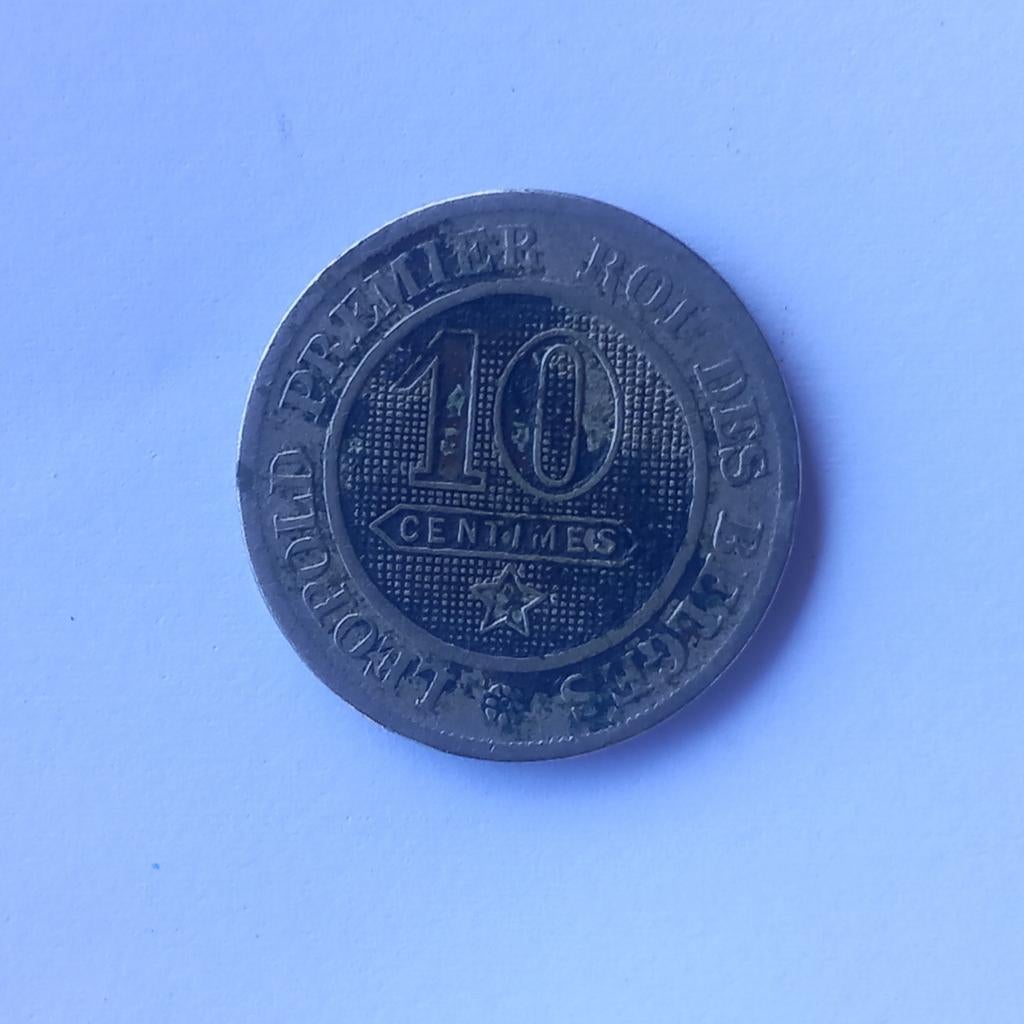 LEOPOLD PREMIER ROI DES BELGES
10
CENTIMES